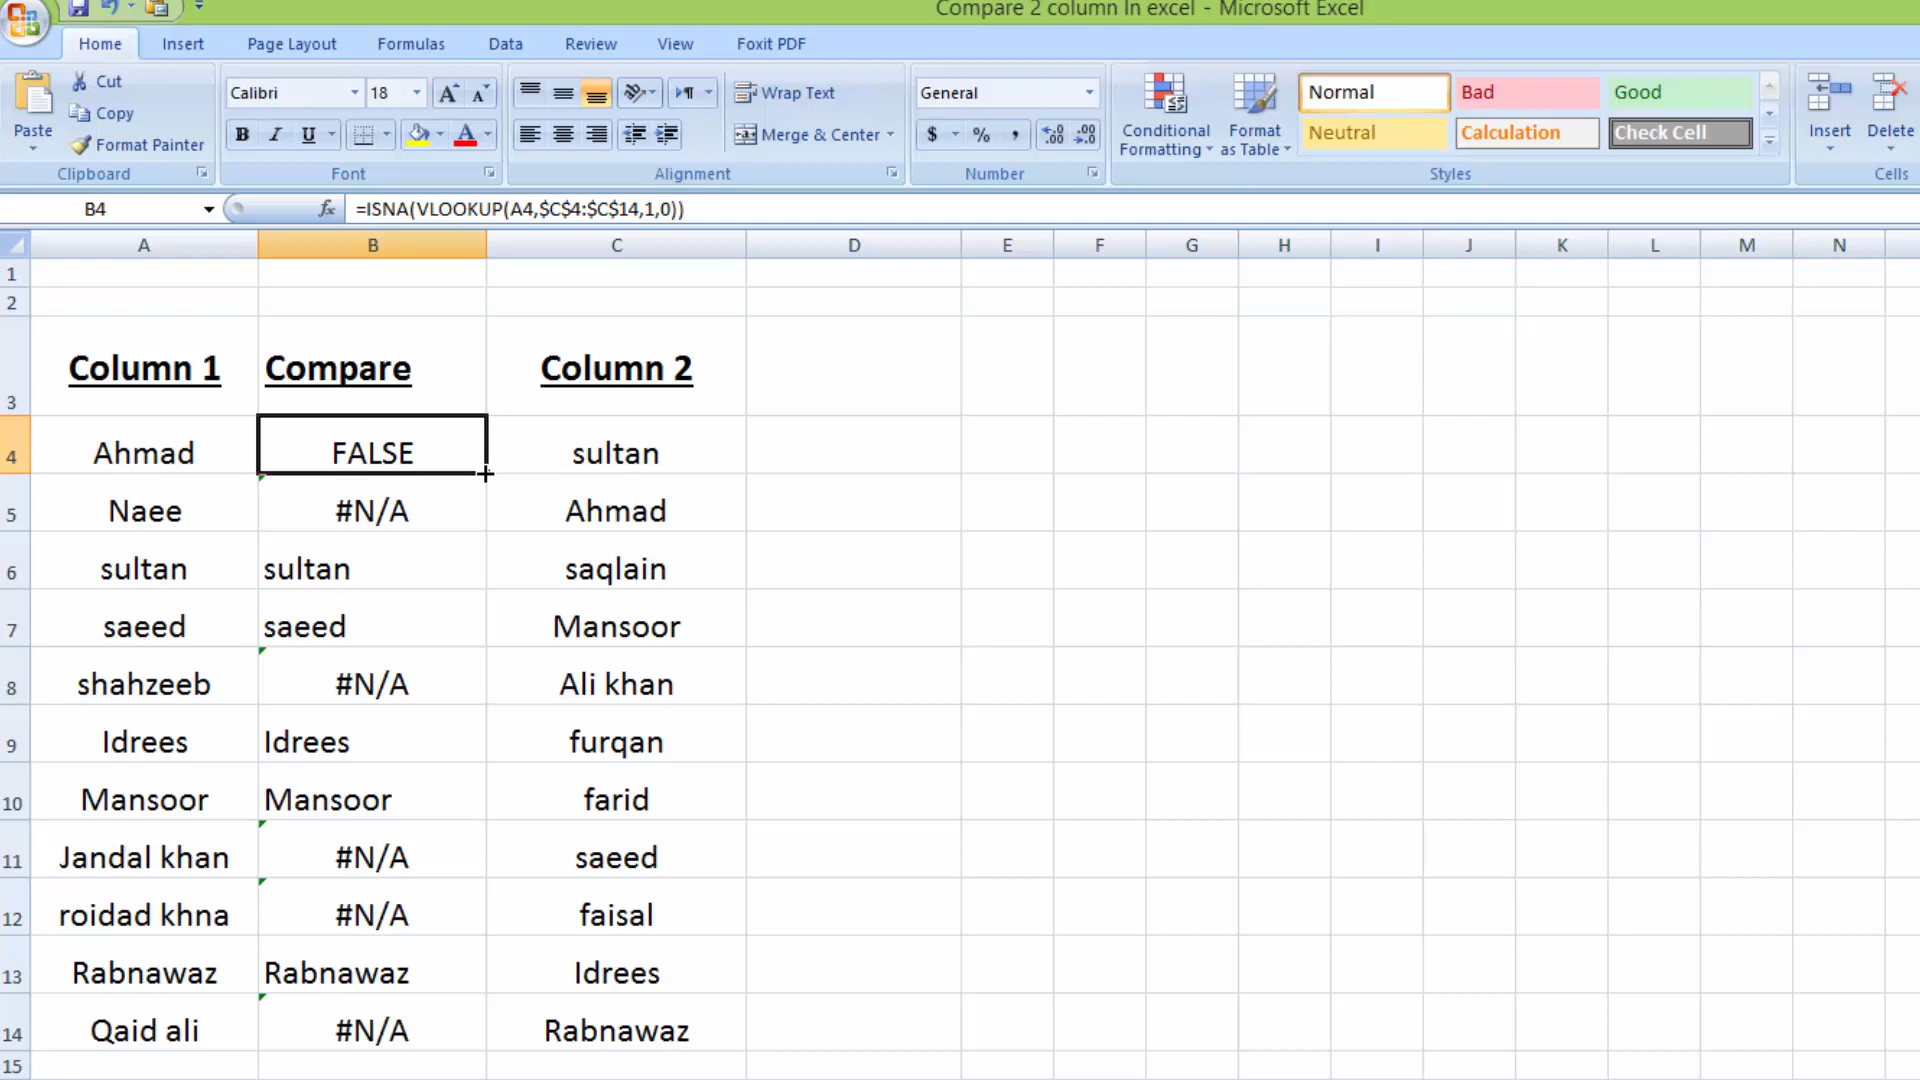 Compare 2 column In excel - Microsoft Excel
Home Insert Page Layout Formulas Data Review View Foxit PDF
Cut
Copy
Format Painter
Paste
Clipboard
Calibri 18
B I U A
Font
Wrap Text
Merge & Center
Alignment
General
$ % , .00 .00
Number
Conditional Formatting
Format as Table
Normal Bad Good
Neutral Calculation Check Cell
Styles
Insert Delete
Cells
B4 fx =ISNA(VLOOKUP(A4,$C$4:$C$14,1,0))
A B C D E F G H I J K L M N
1
2
3 Column 1 Compare Column 2
4 Ahmad FALSE sultan
5 Naee #N/A Ahmad
6 sultan sultan saqlain
7 saeed saeed Mansoor
8 shahzeeb #N/A Ali khan
9 Idrees Idrees furqan
10 Mansoor Mansoor farid
11 Jandal khan #N/A saeed
12 roidad khna #N/A faisal
13 Rabnawaz Rabnawaz Idrees
14 Qaid ali #N/A Rabnawaz
15